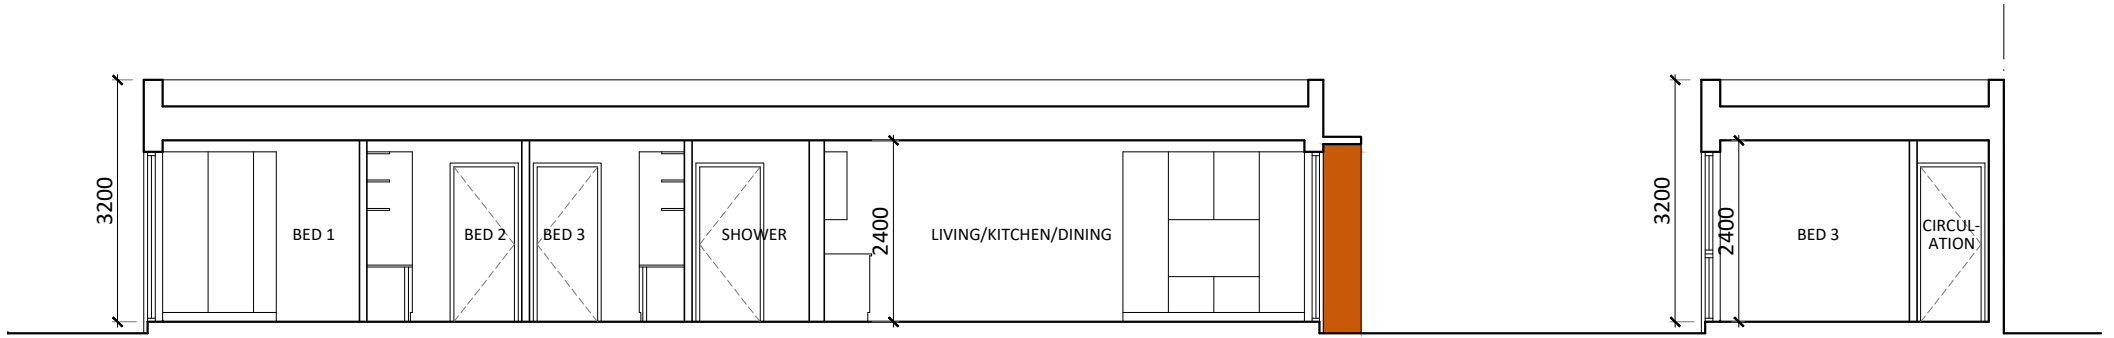 3200
BED 1
BED 2
BED 3
SHOWER
2400
LIVING/KITCHEN/DINING
3200
2400
BED 3
CIRCUL-
ATION